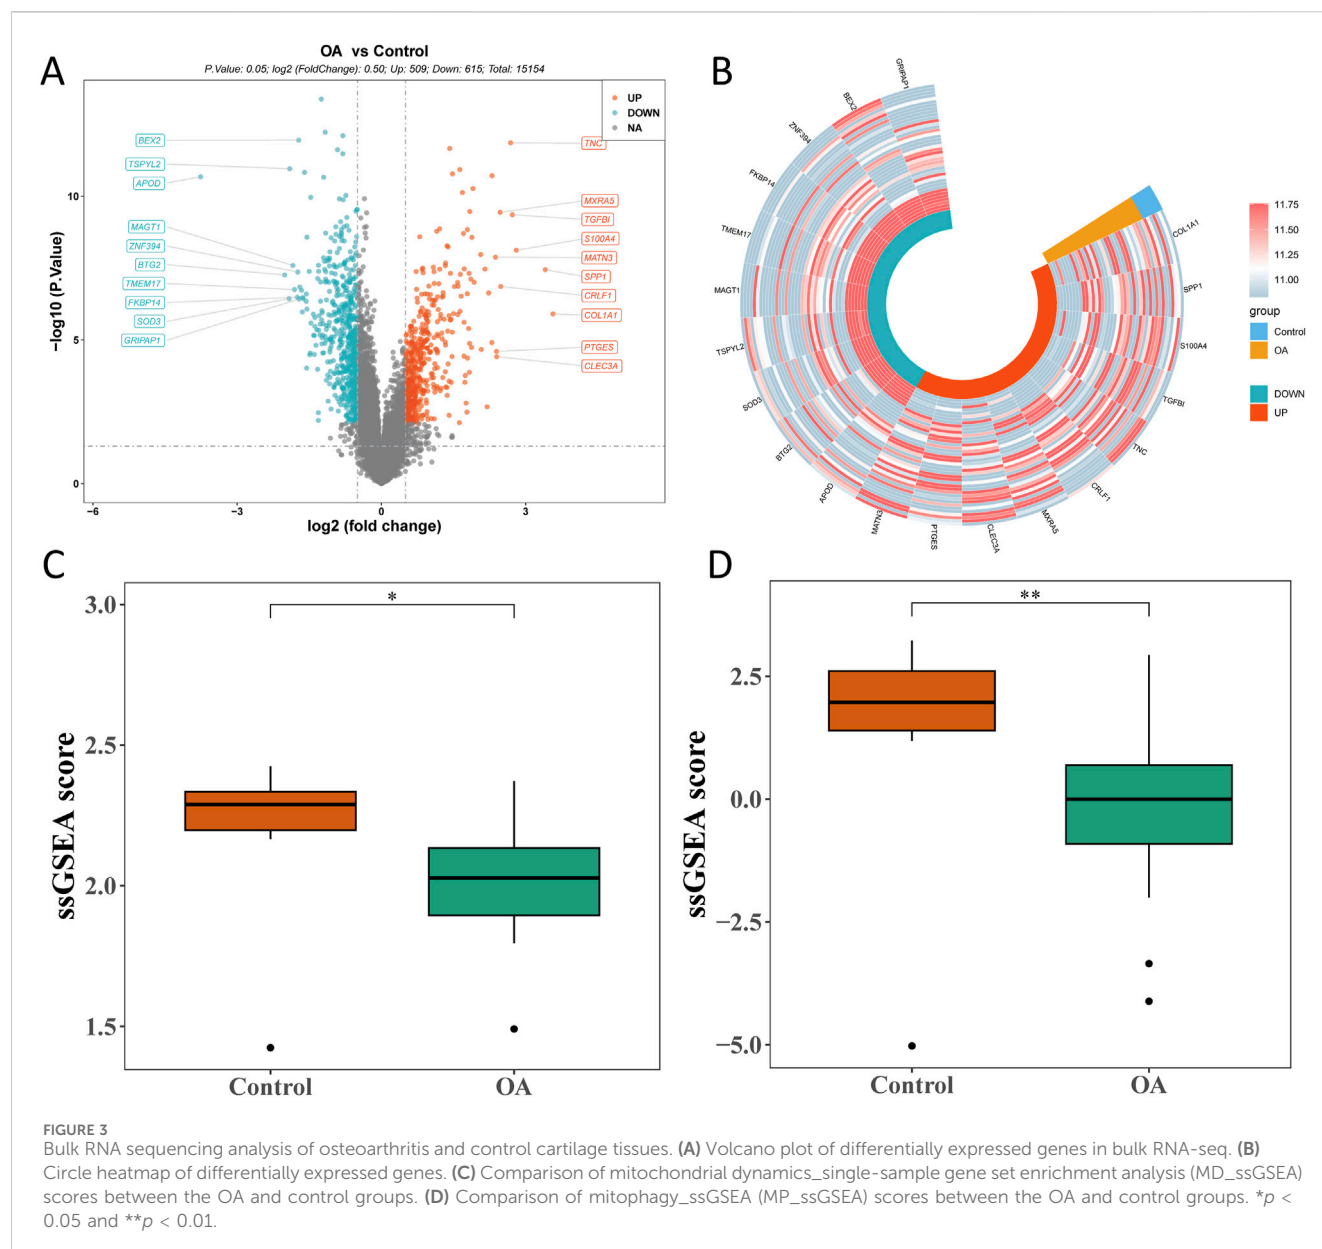 A
OA vs Control
P.Value: 0.05; log2 (FoldChange): 0.50; Up: 509; Down: 615; Total: 15154
UP
DOWN
NA
BEX2
TSPYL2
APOD
MAGT1
ZNF394
BTG2
TMEM17
FKBP14
SOD3
GRIPAP1
TNC
MXRA5
TGFBI
S100A4
MATN3
SPP1
CRLF1
COL1A1
PTGES
CLEC3A
10
5
0
−log10 (P.Value)
−6
−3
0
3
log2 (fold change)
B
GRIPAP1
BEX2
ZNF394
FKBP14
TMEM17
MAGT1
TSPYL2
SOD3
BTG2
APOD
MATN3
PTGES
CLEC3A
MXRA5
CRLF1
TNC
TGFBI
S100A4
SPP1
COL1A1
11.75
11.50
11.25
11.00
group
Control
OA
DOWN
UP
C
3.0
2.5
2.0
1.5
ssGSEA score
*
Control
OA
D
2.5
0.0
−2.5
−5.0
ssGSEA score
**
Control
OA
FIGURE 3
Bulk RNA sequencing analysis of osteoarthritis and control cartilage tissues. (A) Volcano plot of differentially expressed genes in bulk RNA-seq. (B)
Circle heatmap of differentially expressed genes. (C) Comparison of mitochondrial dynamics_single-sample gene set enrichment analysis (MD_ssGSEA)
scores between the OA and control groups. (D) Comparison of mitophagy_ssGSEA (MP_ssGSEA) scores between the OA and control groups. *p <
0.05 and **p < 0.01.